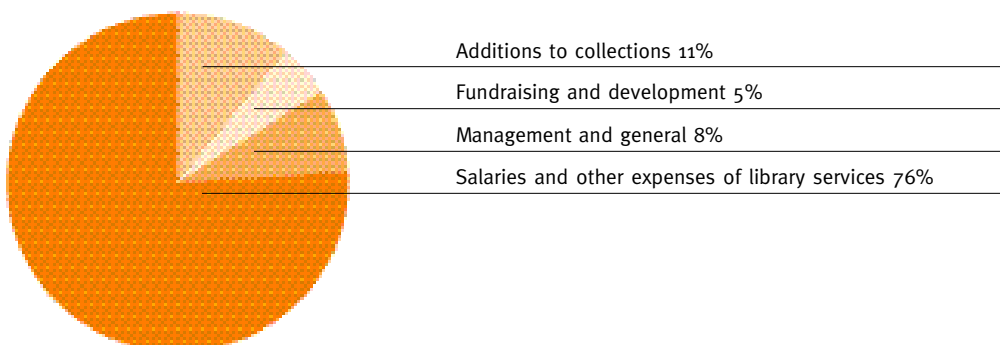 Additions to collections 11%
Fundraising and development 5%
Management and general 8%
Salaries and other expenses of library services 76%